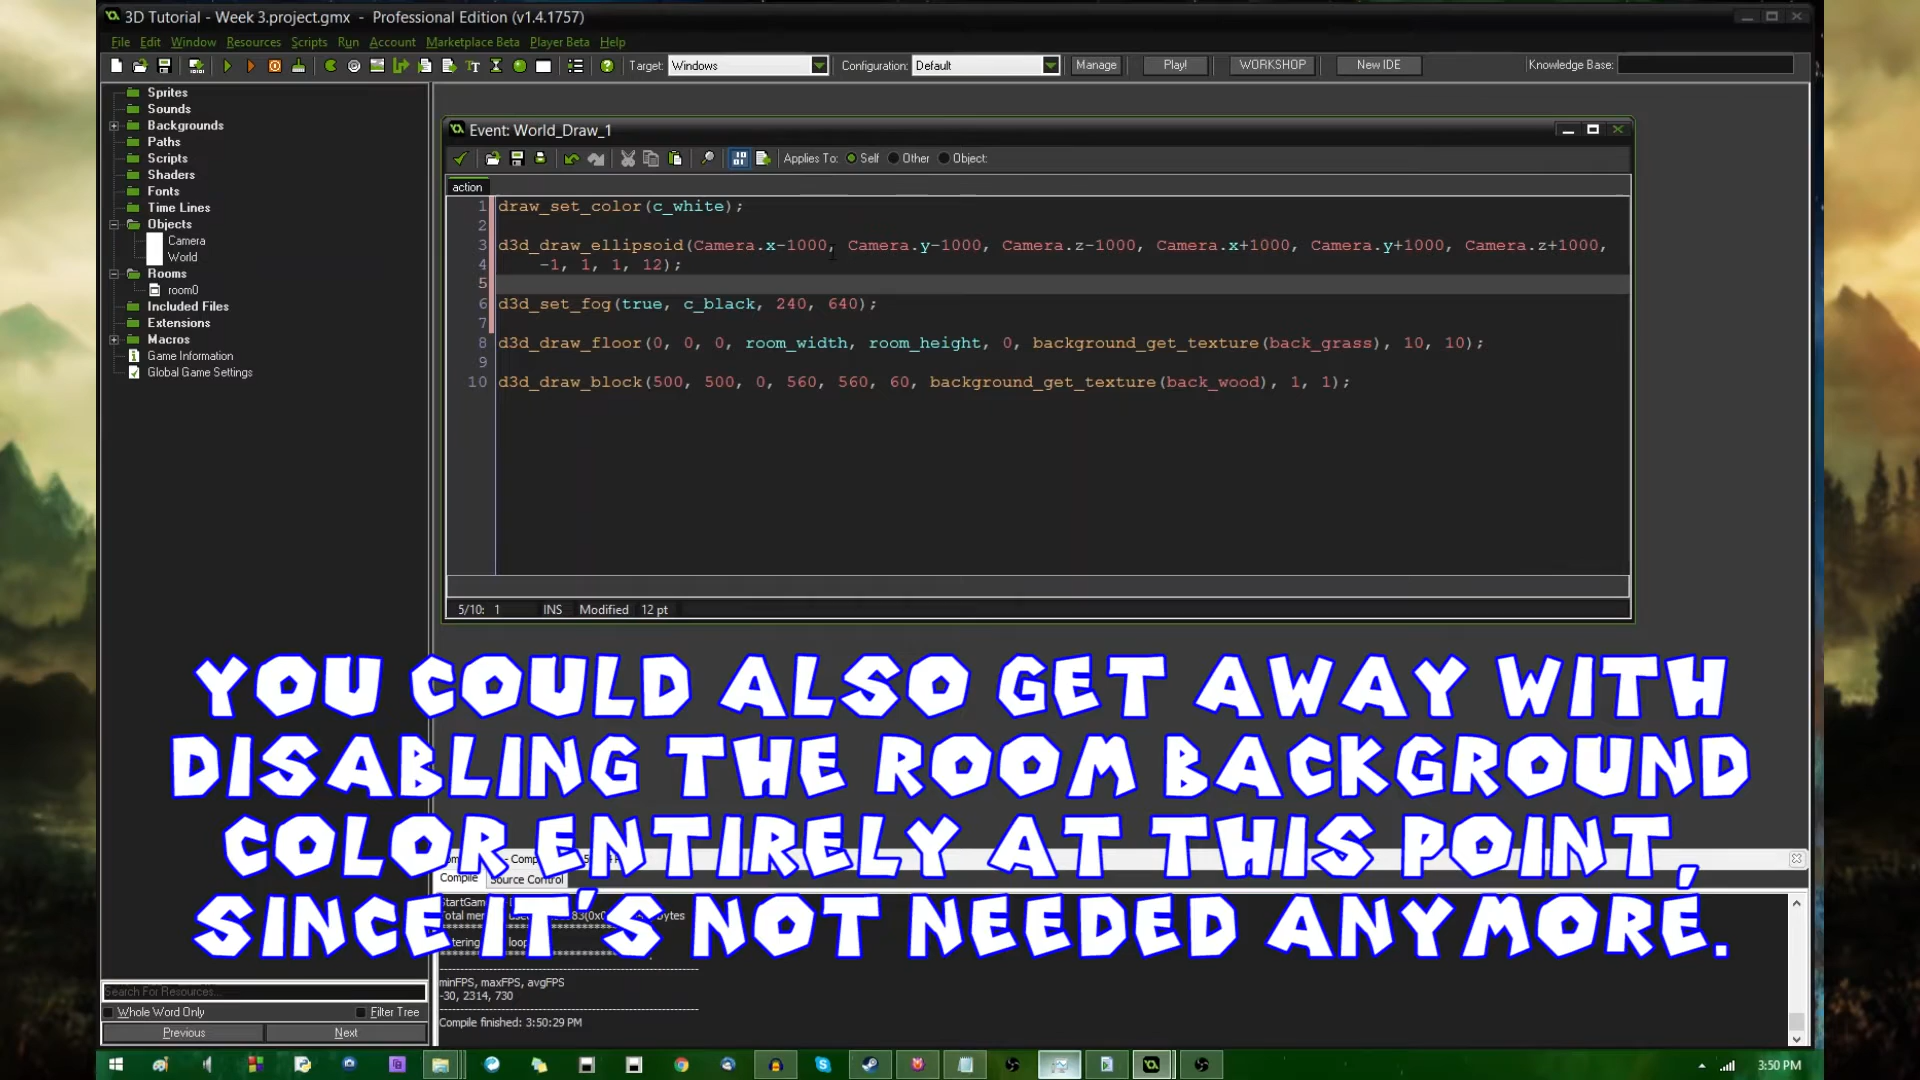 3D Tutorial - Week 3.project.gmx - Professional Edition (v1.4.1757)
File Edit Window Resources Scripts Run Account Marketplace Beta Player Beta Help
Target: Windows Configuration: Default Manage Play! WORKSHOP New IDE Knowledge Base:
Sprites
Sounds
Backgrounds
Paths
Scripts
Shaders
Fonts
Time Lines
Objects
Camera
World
Rooms
room0
Included Files
Extensions
Macros
Game Information
Global Game Settings
Event: World_Draw_1
Applies To: Self Other Object:
action
1 draw_set_color(c_white);
2
3 d3d_draw_ellipsoid(Camera.x-1000, Camera.y-1000, Camera.z-1000, Camera.x+1000, Camera.y+1000, Camera.z+1000,
4 -1, 1, 1, 12);
5
6 d3d_set_fog(true, c_black, 240, 640);
7
8 d3d_draw_floor(0, 0, 0, room_width, room_height, 0, background_get_texture(back_grass), 10, 10);
9
10 d3d_draw_block(500, 500, 0, 560, 560, 60, background_get_texture(back_wood), 1, 1);
5/10: 1 INS Modified 12 pt
YOU COULD ALSO GET AWAY WITH
DISABLING THE ROOM BACKGROUND
COLOR ENTIRELY AT THIS POINT,
SINCE IT'S NOT NEEDED ANYMORE.
Compile Source Control
minFPS, maxFPS, avgFPS
-30, 2314, 730
Compile finished: 3:50:29 PM
Search For Resources...
Whole Word Only Filter Tree
Previous Next
3:50 PM